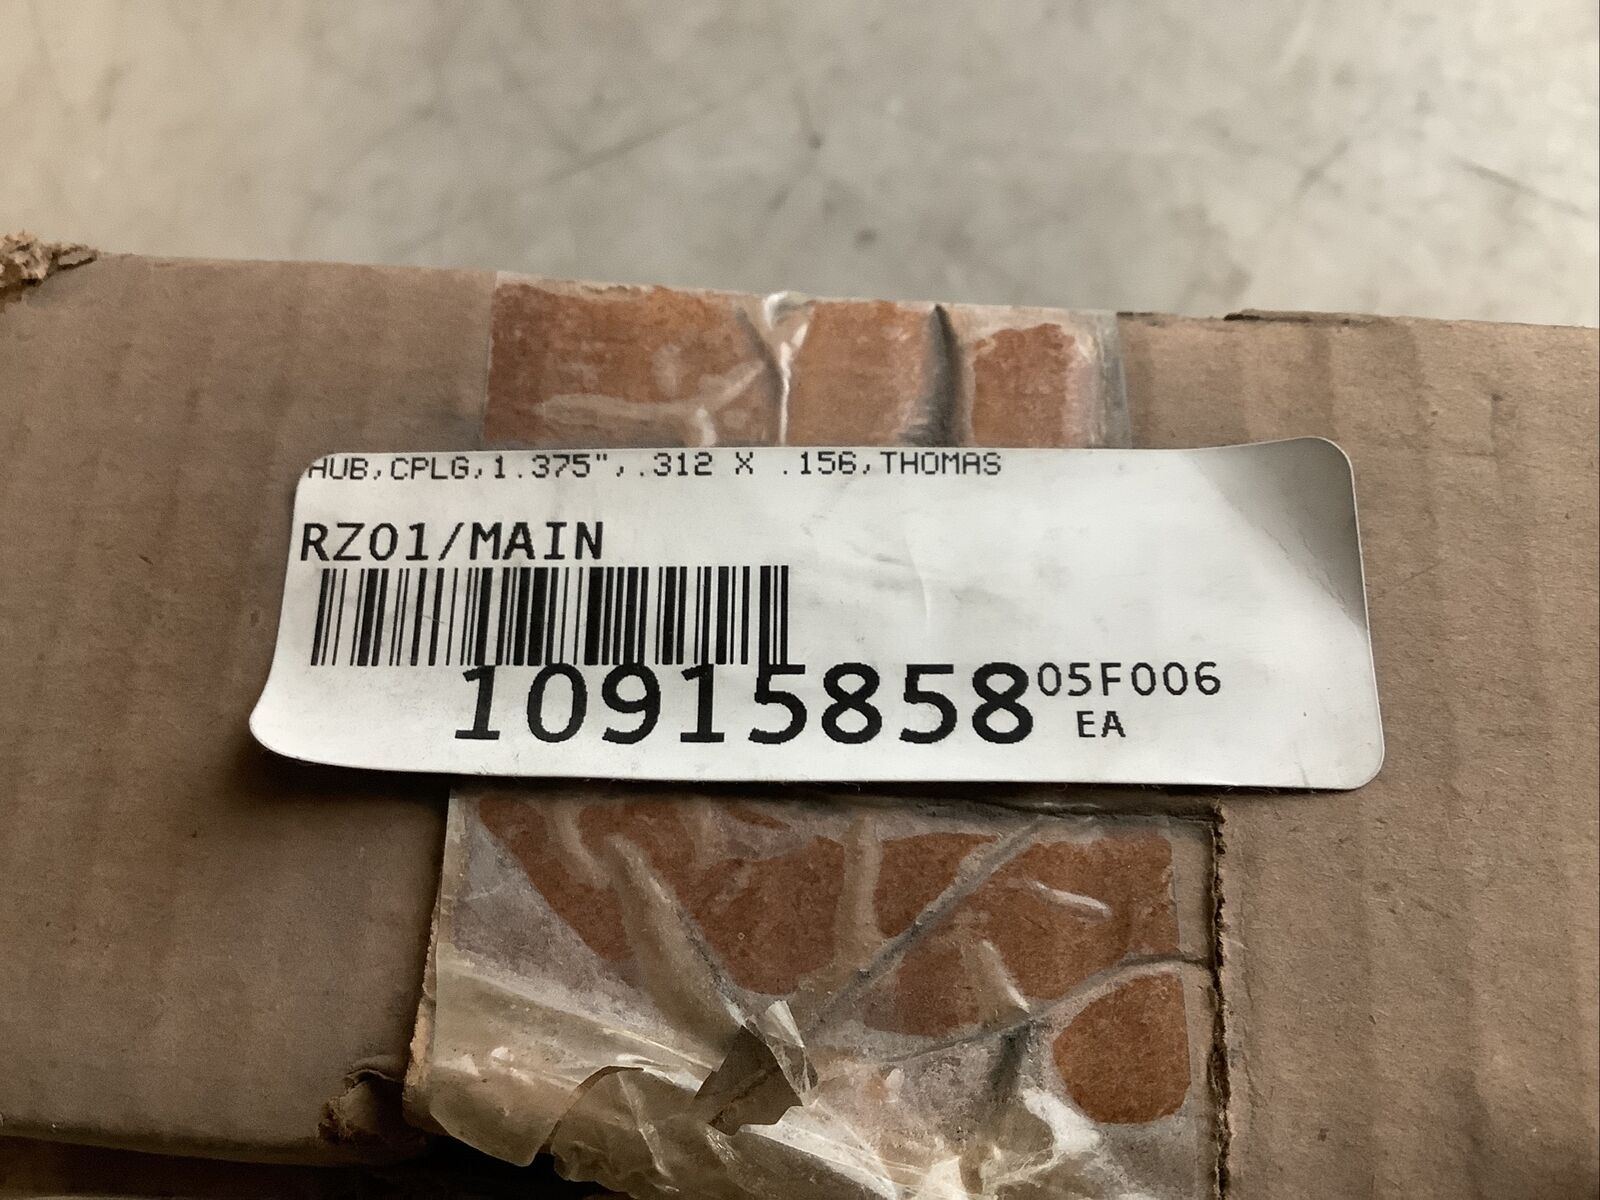 HUB,CPLG,1.375",.312 X .156,THOMAS
RZ01/MAIN
10915858
05F006
EA